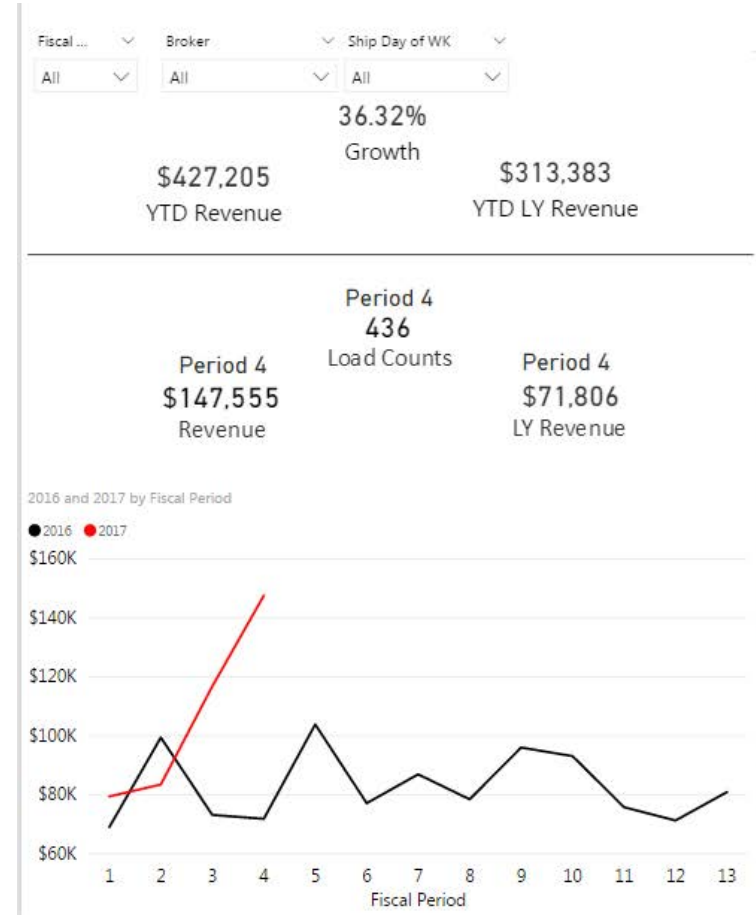 Fiscal ... Broker Ship Day of WK
All All All
36.32%
Growth
$427,205
YTD Revenue
$313,383
YTD LY Revenue
Period 4
436
Load Counts
Period 4
$147,555
Revenue
Period 4
$71,806
LY Revenue
2016 and 2017 by Fiscal Period
2016 2017
$160K
$140K
$120K
$100K
$80K
$60K
1 2 3 4 5 6 7 8 9 10 11 12 13
Fiscal Period